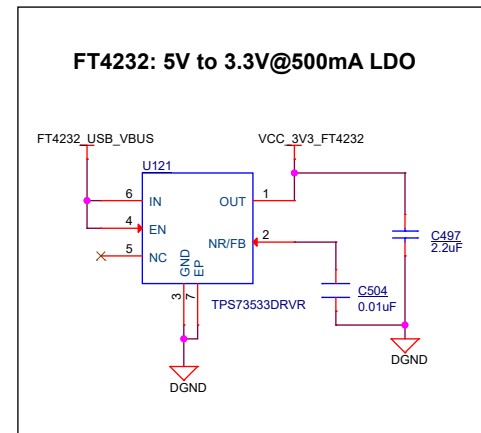 FT4232: 5V to 3.3V@500mA LDO
FT4232_USB_VBUS
VCC_3V3_FT4232
U121
6 IN OUT 1
4 EN
NR/FB 2
5 NC
GND
EP
3
7
TPS73533DRVR
C497
2.2uF
C504
0.01uF
DGND
DGND